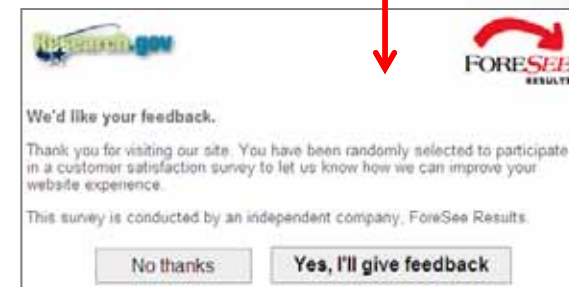 Research.gov
FORESEE
RESULTS
We'd like your feedback.
Thank you for visiting our site. You have been randomly selected to participate
in a customer satisfaction survey to let us know how we can improve your
website experience.
This survey is conducted by an independent company, ForeSee Results.
No thanks
Yes, I'll give feedback